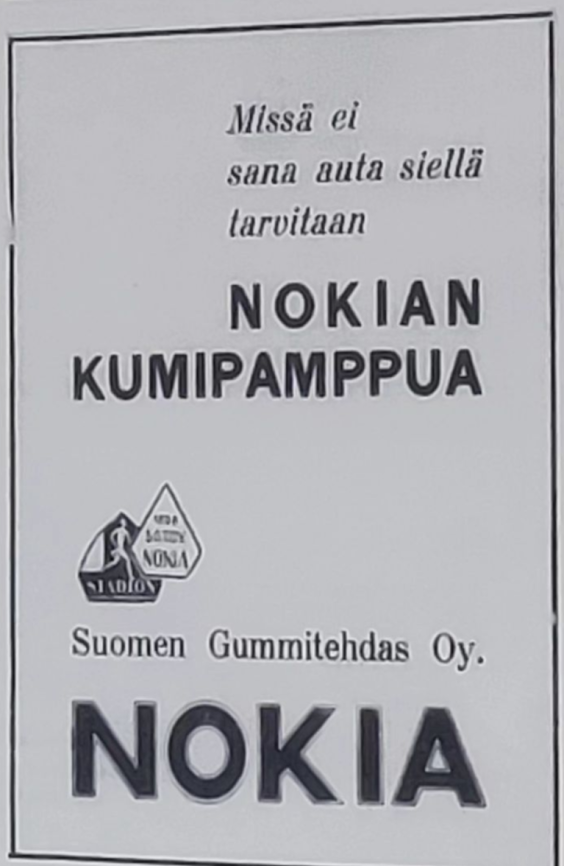 Missä ei
sana auta siellä
tarvitaan
NOKIAN
KUMIPAMPPUA
NOKIA
STADION
Suomen Gummitehdas Oy.
NOKIA